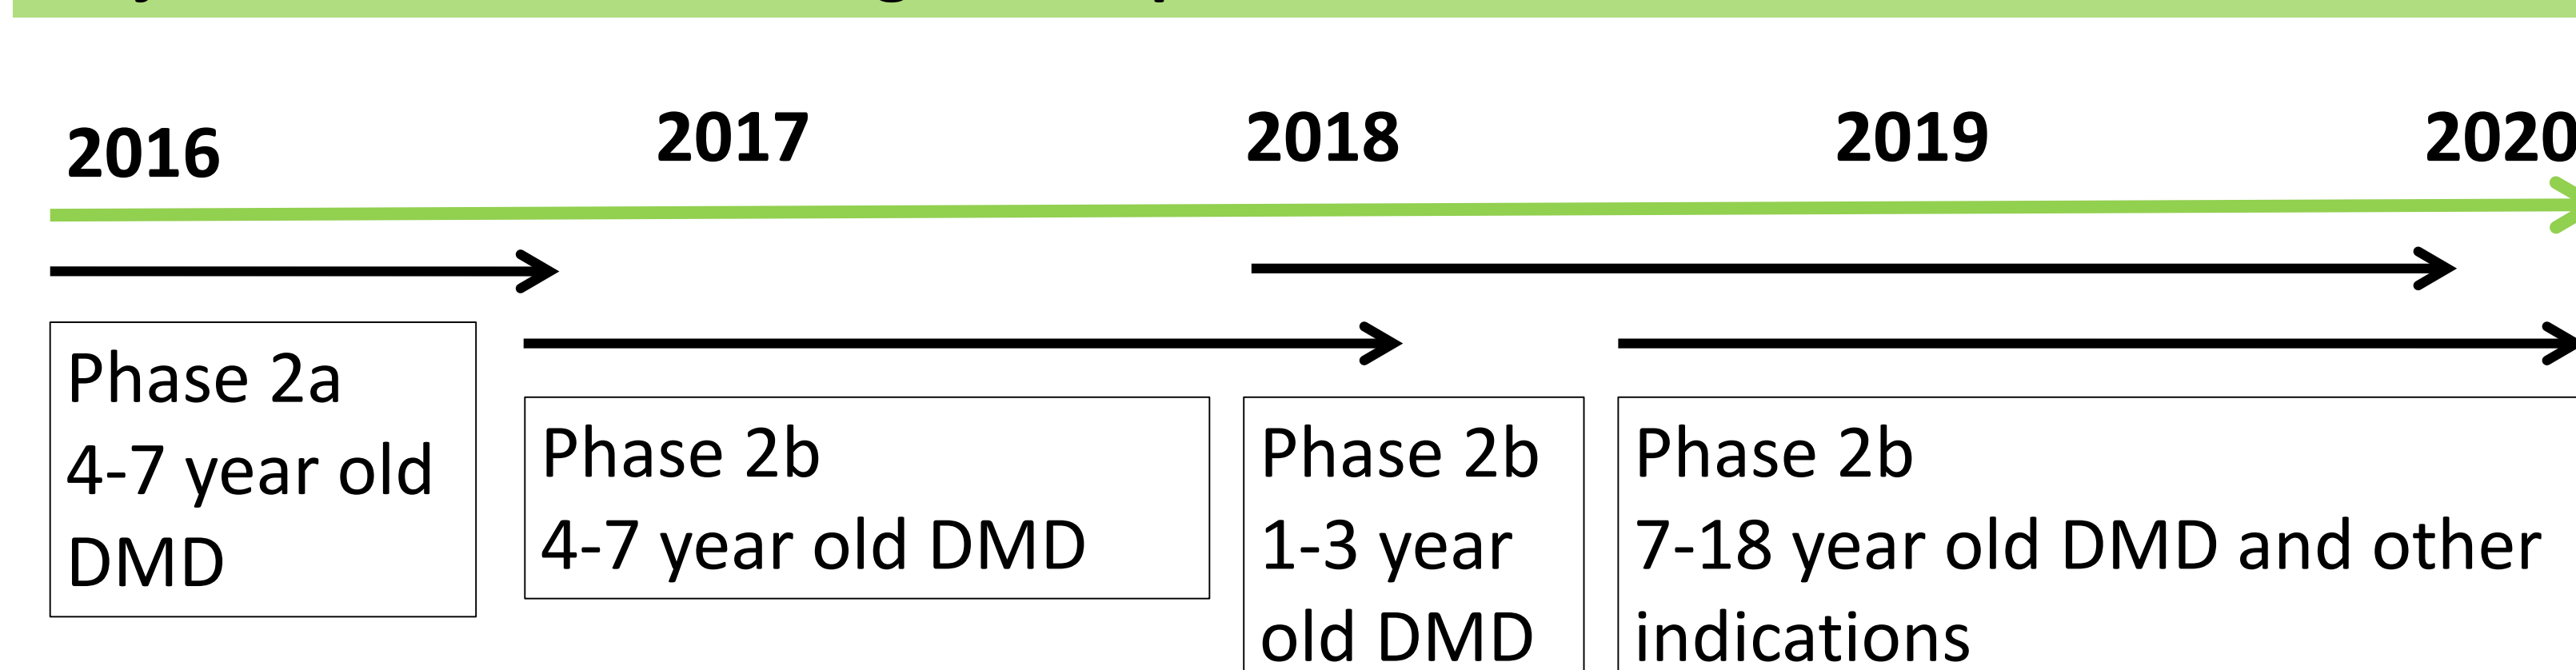 2016
2017
2018
2019
2020
Phase 2a
4-7 year old
DMD
Phase 2b
4-7 year old DMD
Phase 2b
1-3 year
old DMD
Phase 2b
7-18 year old DMD and other
indications